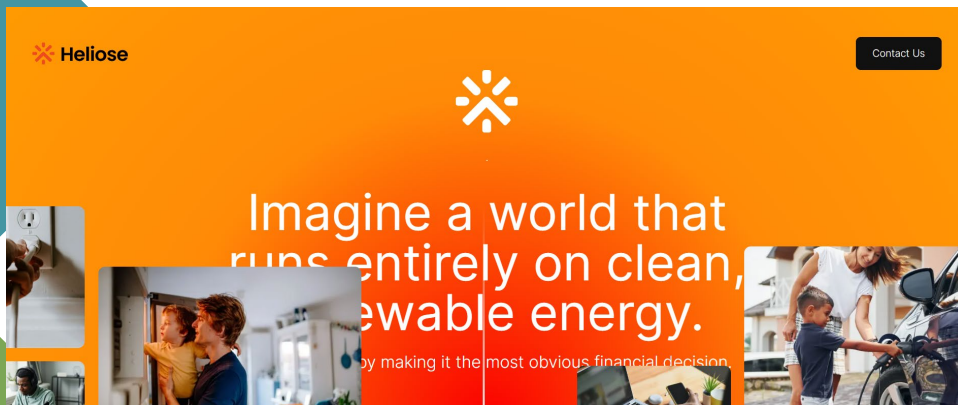 Heliose
Contact Us
Imagine a world that
runs entirely on clean,
ewable energy.
by making it the most obvious financial decision.